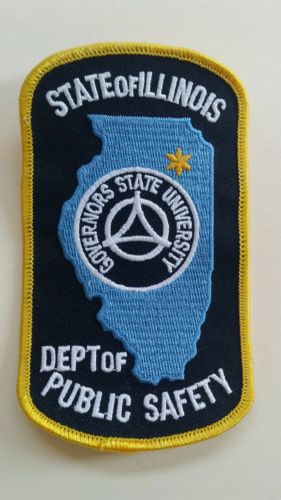 STATE OF ILLINOIS
GOVERNORS STATE UNIVERSITY
DEPT OF
PUBLIC SAFETY